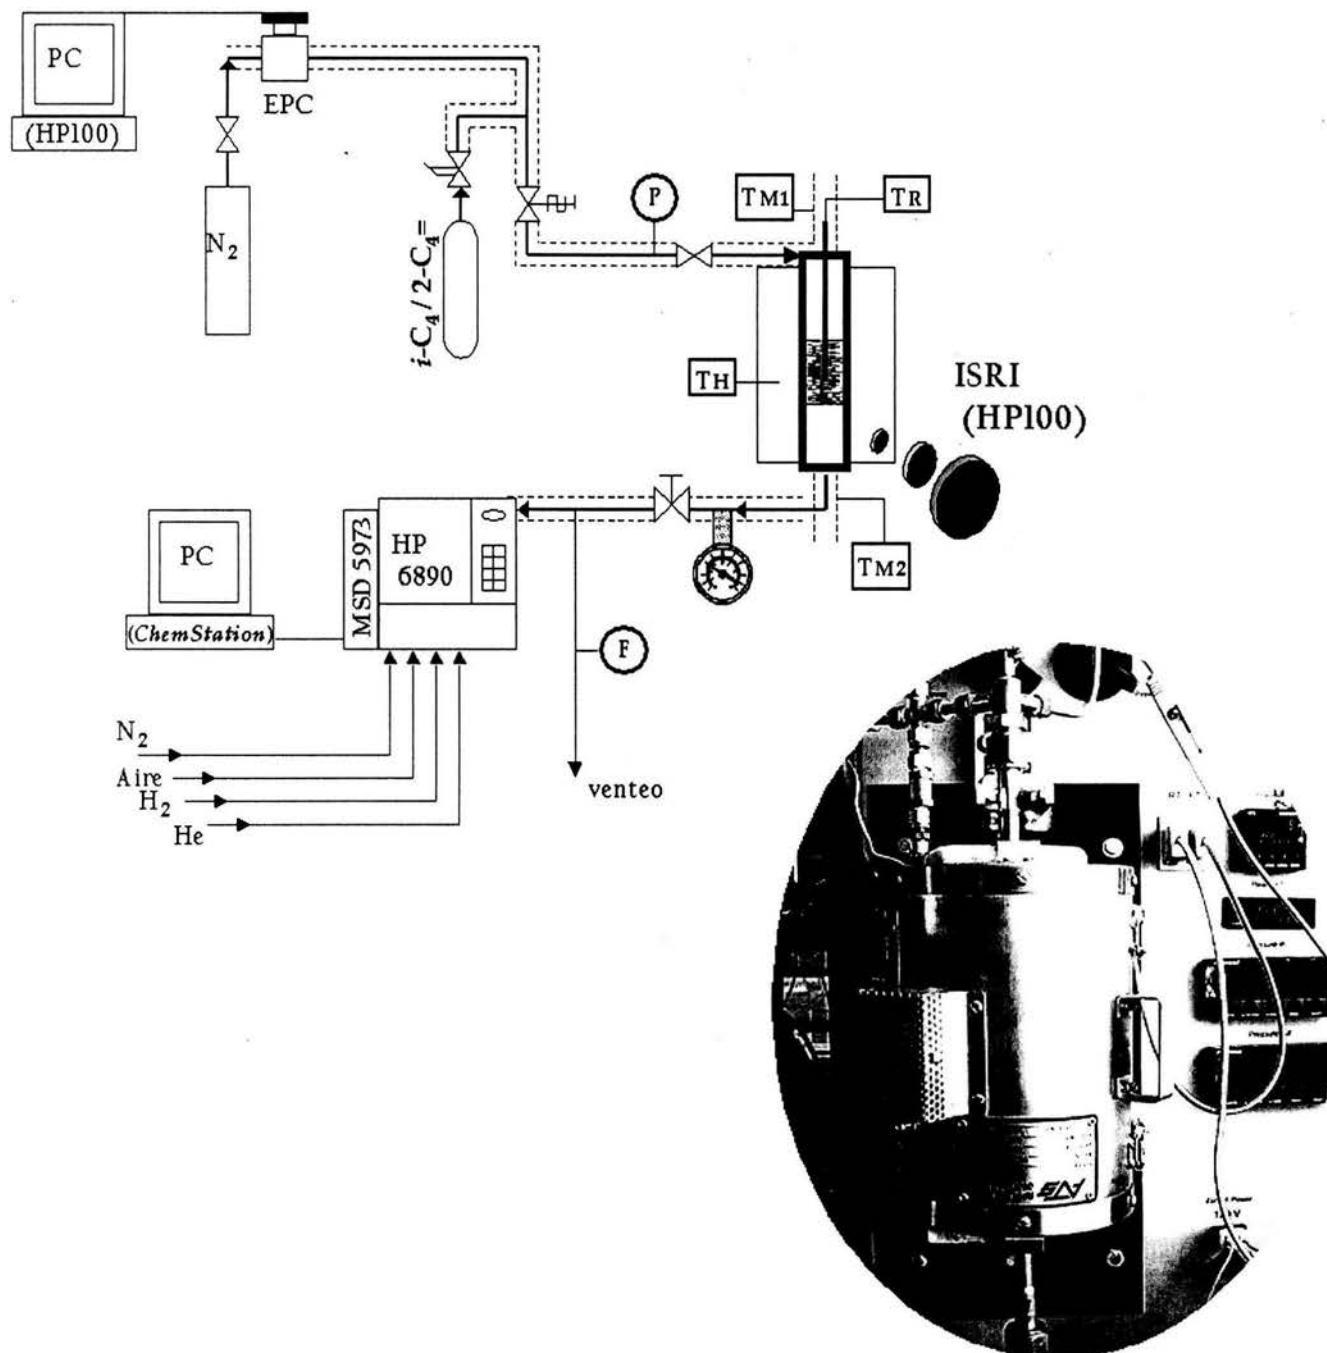 PC
(HP100)
EPC
N2
i-C4 / 2-C4=
P
TM1
TR
TH
ISRI
(HP100)
TM2
PC
(ChemStation)
MSD 5973
HP
6890
F
N2
Aire
H2
He
venteo
120 V